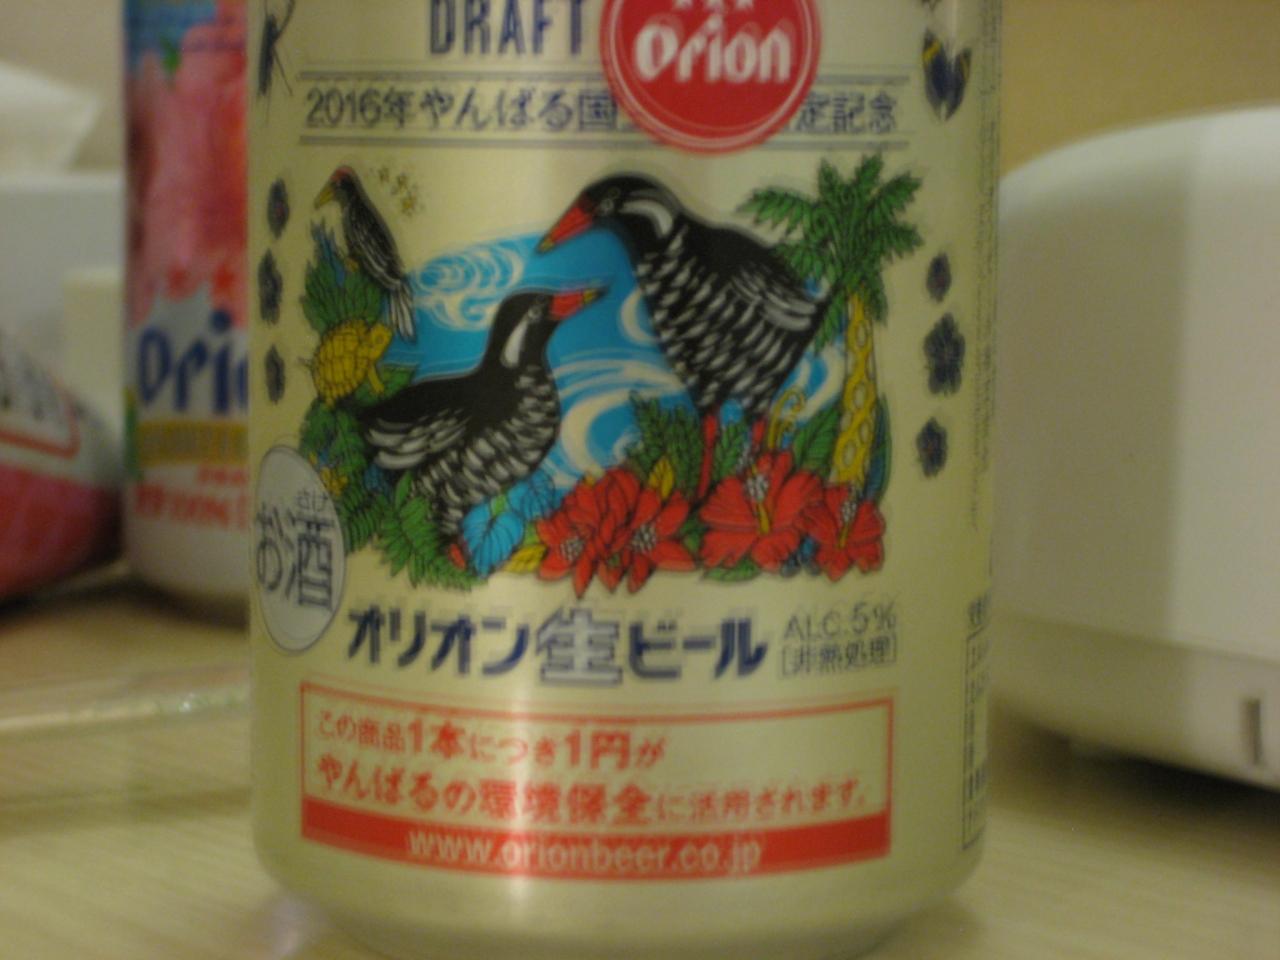 DRAFT
Orion
2016年やんばる国 定記念
さけ
お酒
オリオン生ビール
ALC.5%
[非熱処理]
この商品1本につき1円が
やんばるの環境保全に活用されます。
www.orionbeer.co.jp
Orio